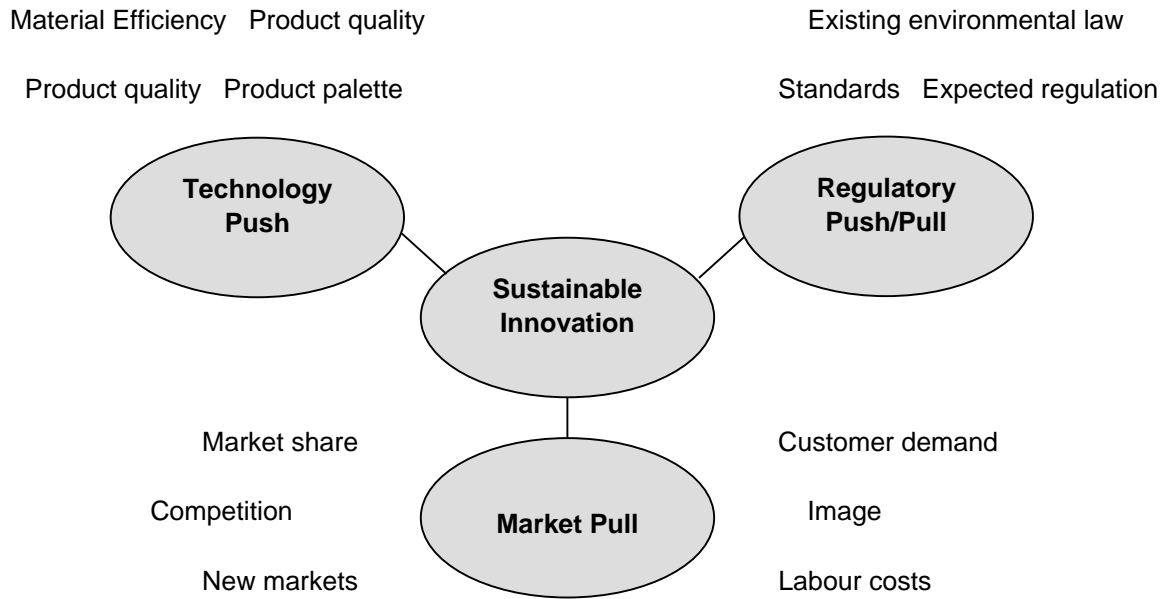 Material Efficiency Product quality
Existing environmental law
Product quality Product palette
Standards Expected regulation
Technology
Push
Regulatory
Push/Pull
Sustainable
Innovation
Market share
Customer demand
Competition
Market Pull
Image
New markets
Labour costs